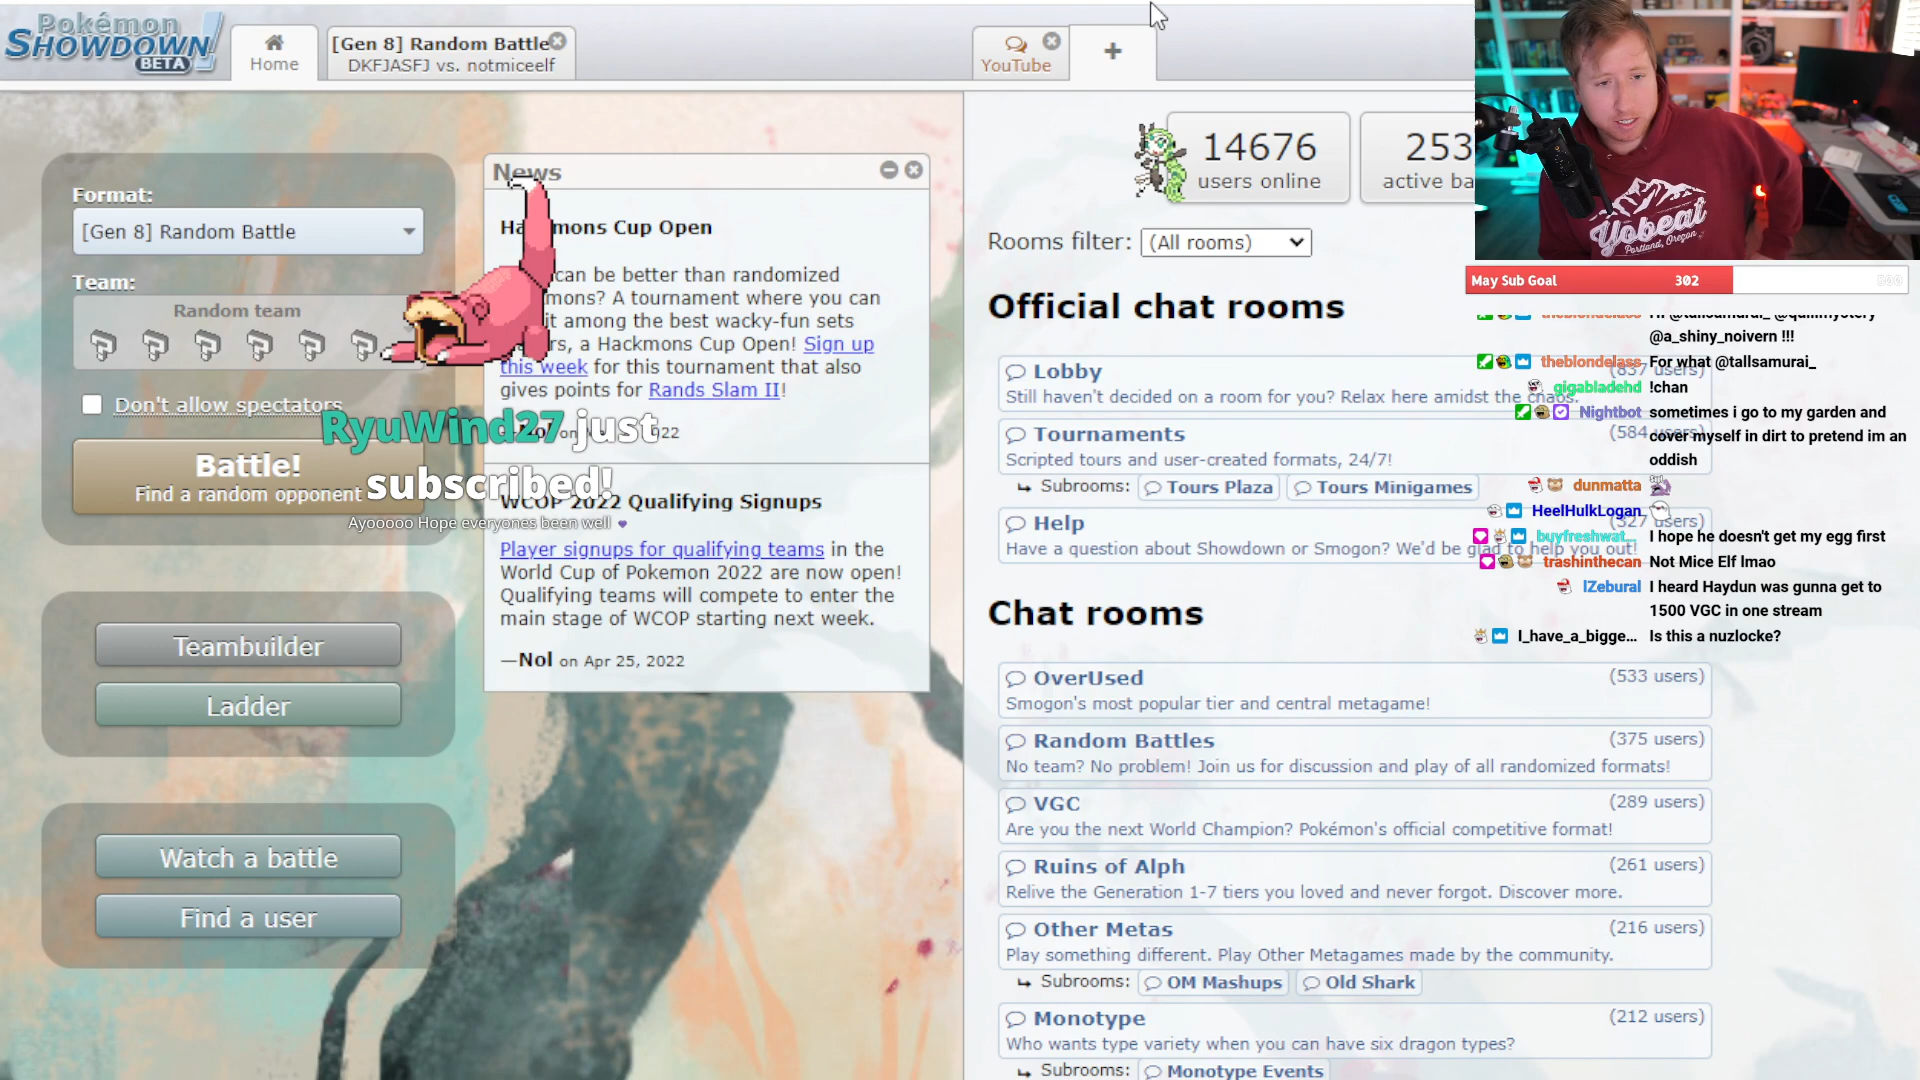 Pokémon
SHOWDOWN!
BETA
Home
[Gen 8] Random Battle
DKFJASFJ vs. notmiceelf
YouTube
+
Format:
[Gen 8] Random Battle
Team:
Random team
Don't allow spectators
Battle!
Find a random opponent
Teambuilder
Ladder
Watch a battle
Find a user
RyuWind27 just
subscribed!
Ayooooo Hope everyones been well
News
Hackmons Cup Open
can be better than randomized
mons? A tournament where you can
it among the best wacky-fun sets
rs, a Hackmons Cup Open! Sign up
this week for this tournament that also
gives points for Rands Slam II!
WCOP 2022 Qualifying Signups
Player signups for qualifying teams in the
World Cup of Pokemon 2022 are now open!
Qualifying teams will compete to enter the
main stage of WCOP starting next week.
—Nol on Apr 25, 2022
14676
users online
253
active ba
Rooms filter: (All rooms)
Official chat rooms
Lobby (837 users)
Still haven't decided on a room for you? Relax here amidst the chaos.
Tournaments (584 users)
Scripted tours and user-created formats, 24/7!
Subrooms: Tours Plaza Tours Minigames
Help (327 users)
Have a question about Showdown or Smogon? We'd be glad to help you out!
Chat rooms
OverUsed (533 users)
Smogon's most popular tier and central metagame!
Random Battles (375 users)
No team? No problem! Join us for discussion and play of all randomized formats!
VGC (289 users)
Are you the next World Champion? Pokémon's official competitive format!
Ruins of Alph (261 users)
Relive the Generation 1-7 tiers you loved and never forgot. Discover more.
Other Metas (216 users)
Play something different. Play Other Metagames made by the community.
Subrooms: OM Mashups Old Shark
Monotype (212 users)
Who wants type variety when you can have six dragon types?
Subrooms: Monotype Events
Yobeat
Portland, Oregon
May Sub Goal 302 500
@a_shiny_noivern !!!
theblondelass For what @tallsamurai_
gigabladehd !chan
Nightbot sometimes i go to my garden and
cover myself in dirt to pretend im an
oddish
dunmatta
HeelHulkLogan
buyfreshwat... I hope he doesn't get my egg first
trashinthecan Not Mice Elf lmao
lZebural I heard Haydun was gunna get to
1500 VGC in one stream
I_have_a_bigge... Is this a nuzlocke?